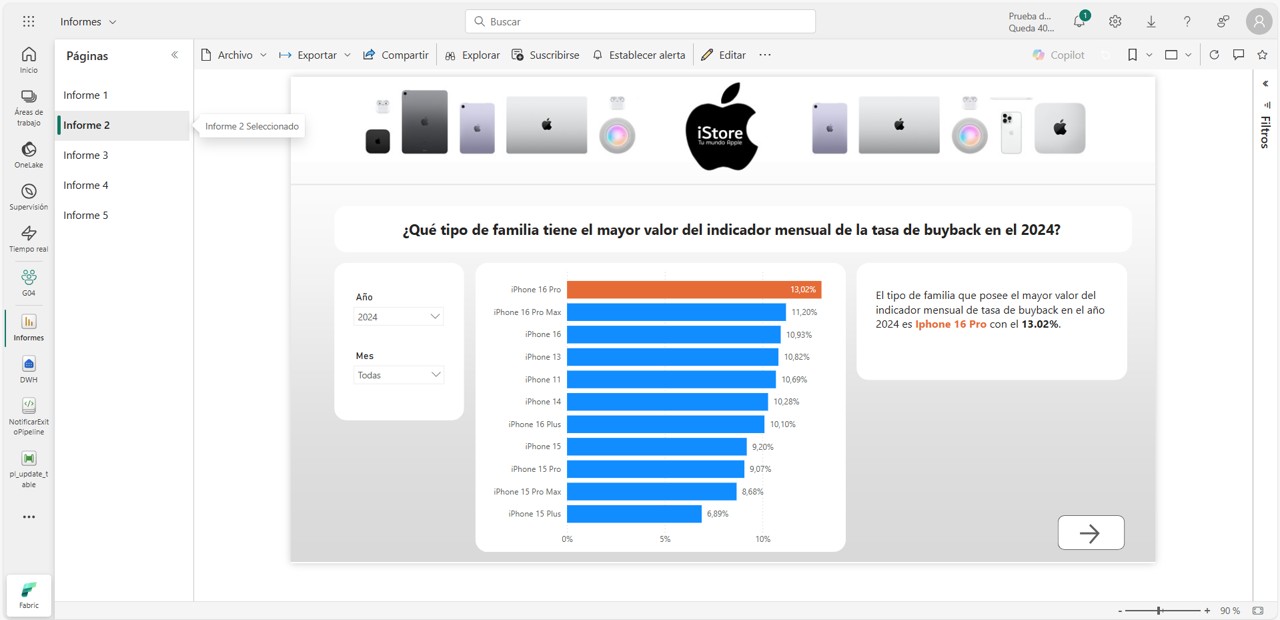 Informes
Buscar
Prueba d...
Queda 40...
1
Inicio
Áreas de
trabajo
OneLake
Supervisión
Tiempo real
G04
Informes
DWH
NotificarExit
oPipeline
pl_update_t
able
Fabric
Páginas
Informe 1
Informe 2
Informe 3
Informe 4
Informe 5
Informe 2 Seleccionado
Archivo
Exportar
Compartir
Explorar
Suscribirse
Establecer alerta
Editar
Copilot
Filtros
iStore
Tu mundo Apple
¿Qué tipo de familia tiene el mayor valor del indicador mensual de la tasa de buyback en el 2024?
Año
2024
Mes
Todas
iPhone 16 Pro 13,02%
iPhone 16 Pro Max 11,20%
iPhone 16 10,93%
iPhone 13 10,82%
iPhone 11 10,69%
iPhone 14 10,28%
iPhone 16 Plus 10,10%
iPhone 15 9,20%
iPhone 15 Pro 9,07%
iPhone 15 Pro Max 8,68%
iPhone 15 Plus 6,89%
0% 5% 10%
El tipo de familia que posee el mayor valor del
indicador mensual de tasa de buyback en el año
2024 es Iphone 16 Pro con el 13.02%.
- + 90 %